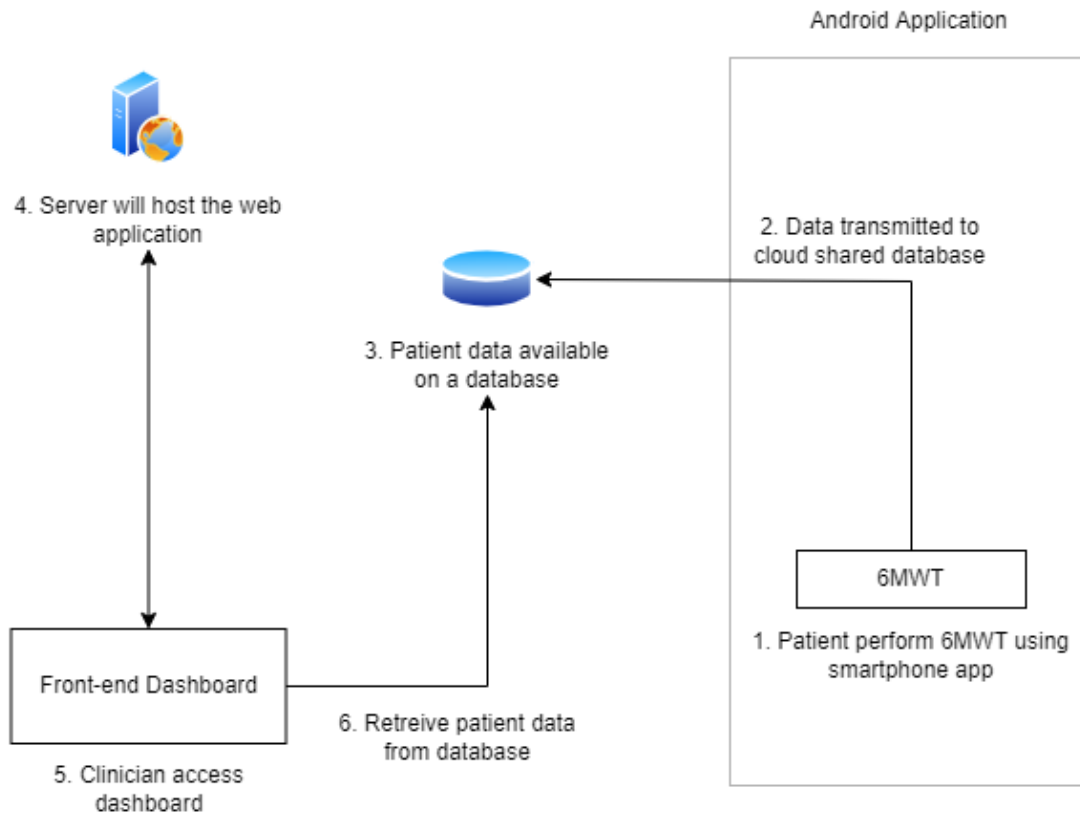 Android Application
4. Server will host the web
application
2. Data transmitted to
cloud shared database
3. Patient data available
on a database
6MWT
1. Patient perform 6MWT using
smartphone app
Front-end Dashboard
6. Retreive patient data
from database
5. Clinician access
dashboard